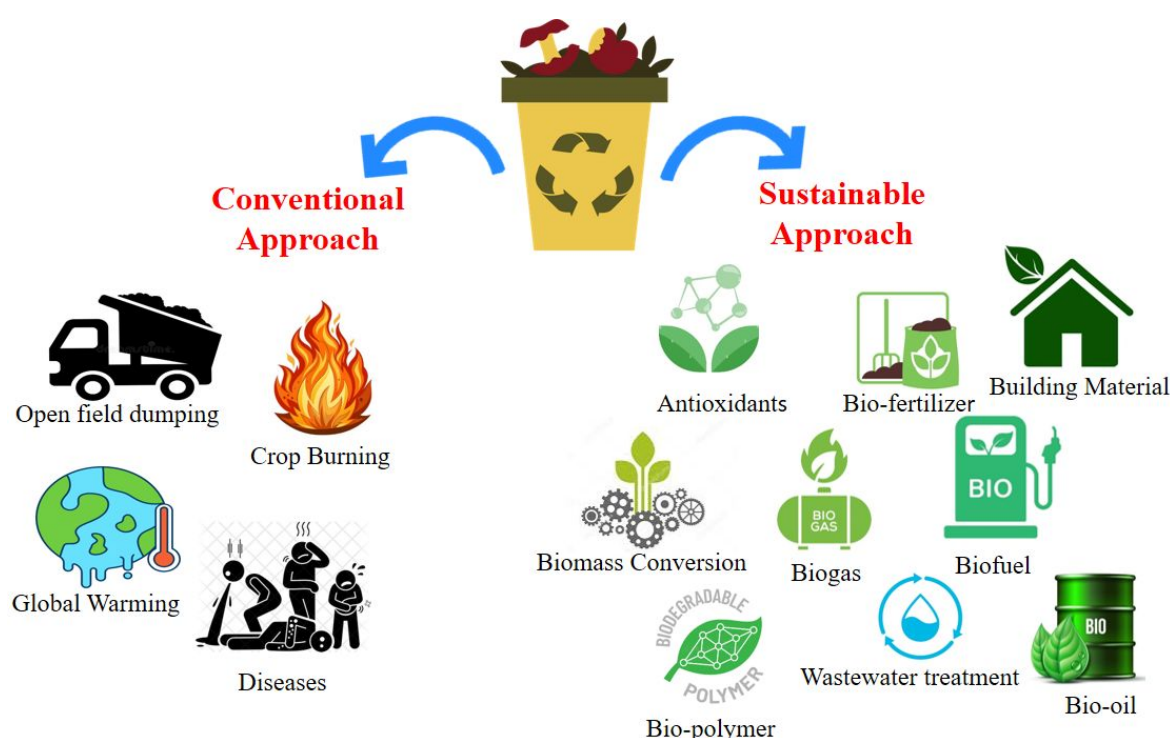 Conventional
Approach
Sustainable
Approach
Open field dumping
Crop Burning
Global Warming
Diseases
Antioxidants
Bio-fertilizer
Building Material
Biomass Conversion
BIO
GAS
Biogas
BIO
Biofuel
BIODEGRADABLE
POLYMER
Bio-polymer
Wastewater treatment
BIO
Bio-oil